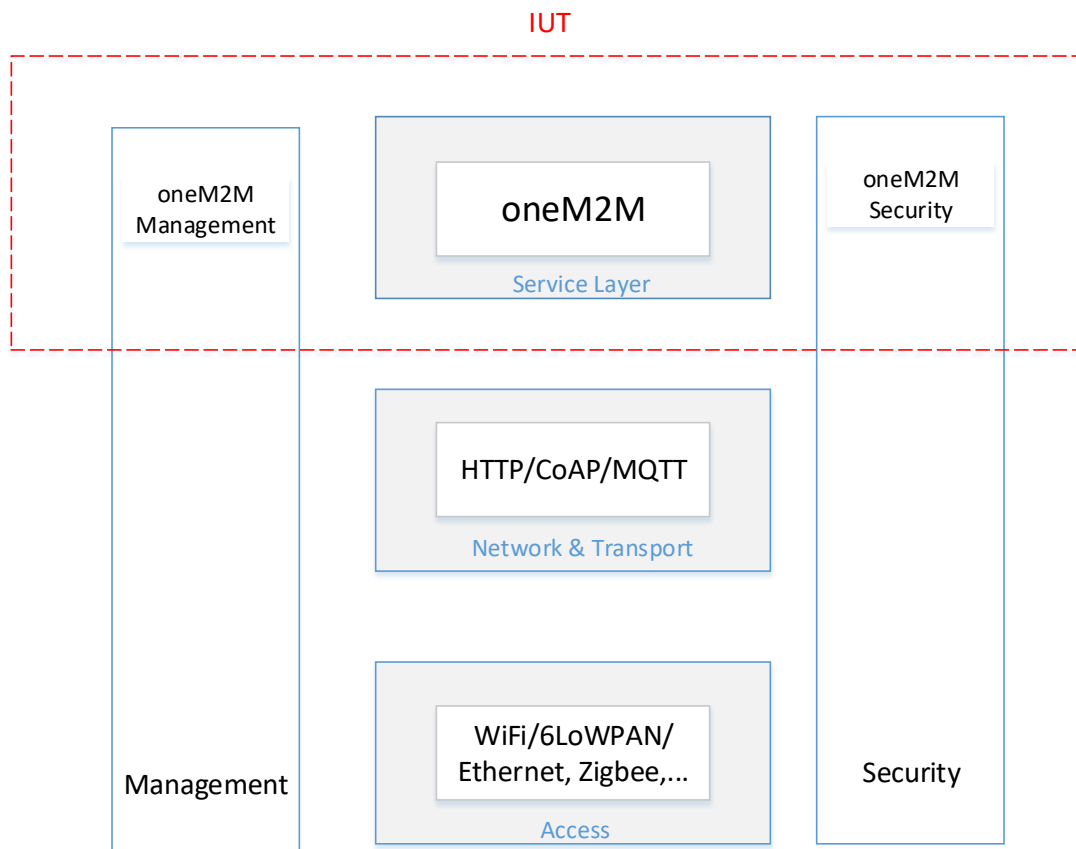 IUT
oneM2M
Management
oneM2M
Service Layer
oneM2M
Security
HTTP/CoAP/MQTT
Network & Transport
WiFi/6LoWPAN/
Ethernet, Zigbee,...
Access
Management
Security